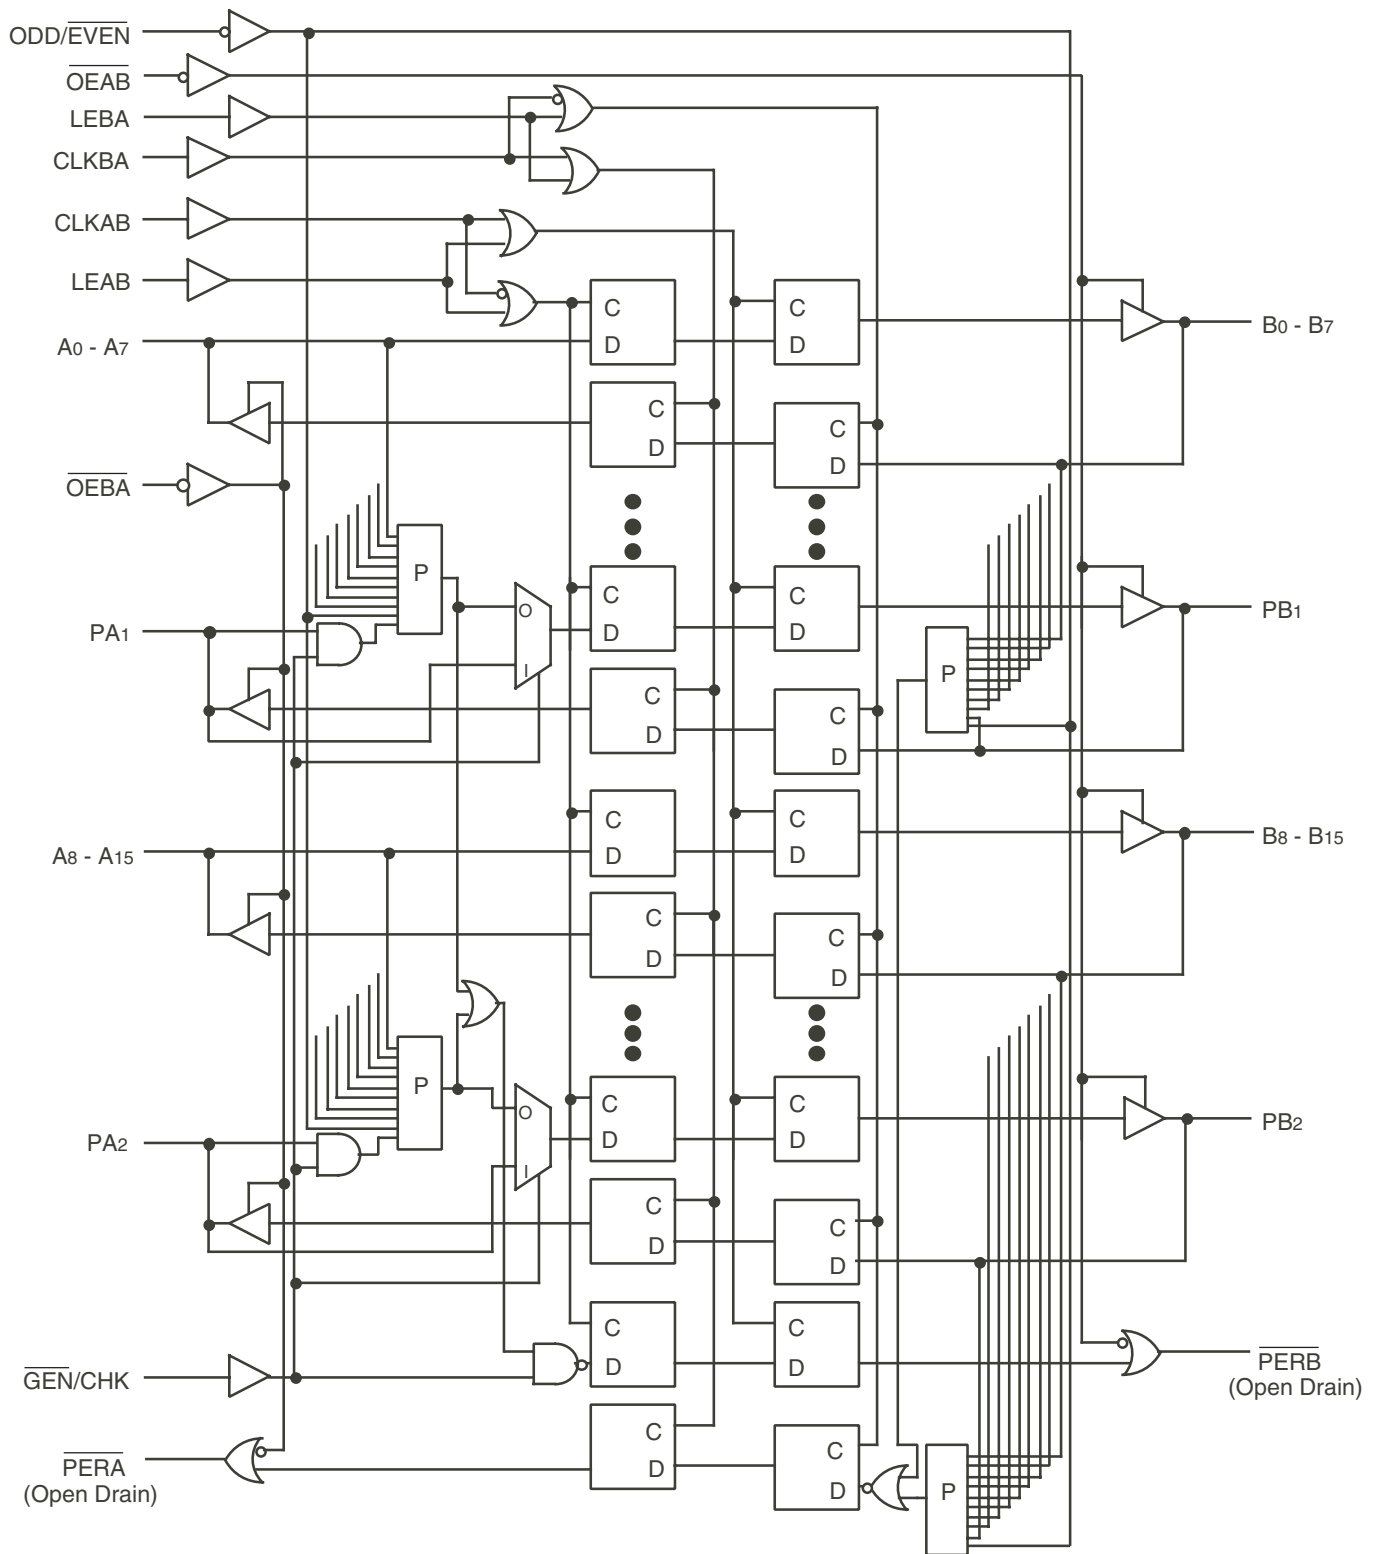 ODD/EVEN
OEAB
LEBA
CLKBA
CLKAB
LEAB
C C
A0 - A7 B0 - B7
D D
C C
D D
OEBA
P
C C
O
PA1 D D PB1
I P
C C
D D
C C
A8 - A15 D D B8 - B15
C C
D D
P
C C
O
PA2 D D PB2
I
C C
D D
C C
D D
GEN/CHK PERB
(Open Drain)
C C
PERA D D P
(Open Drain)